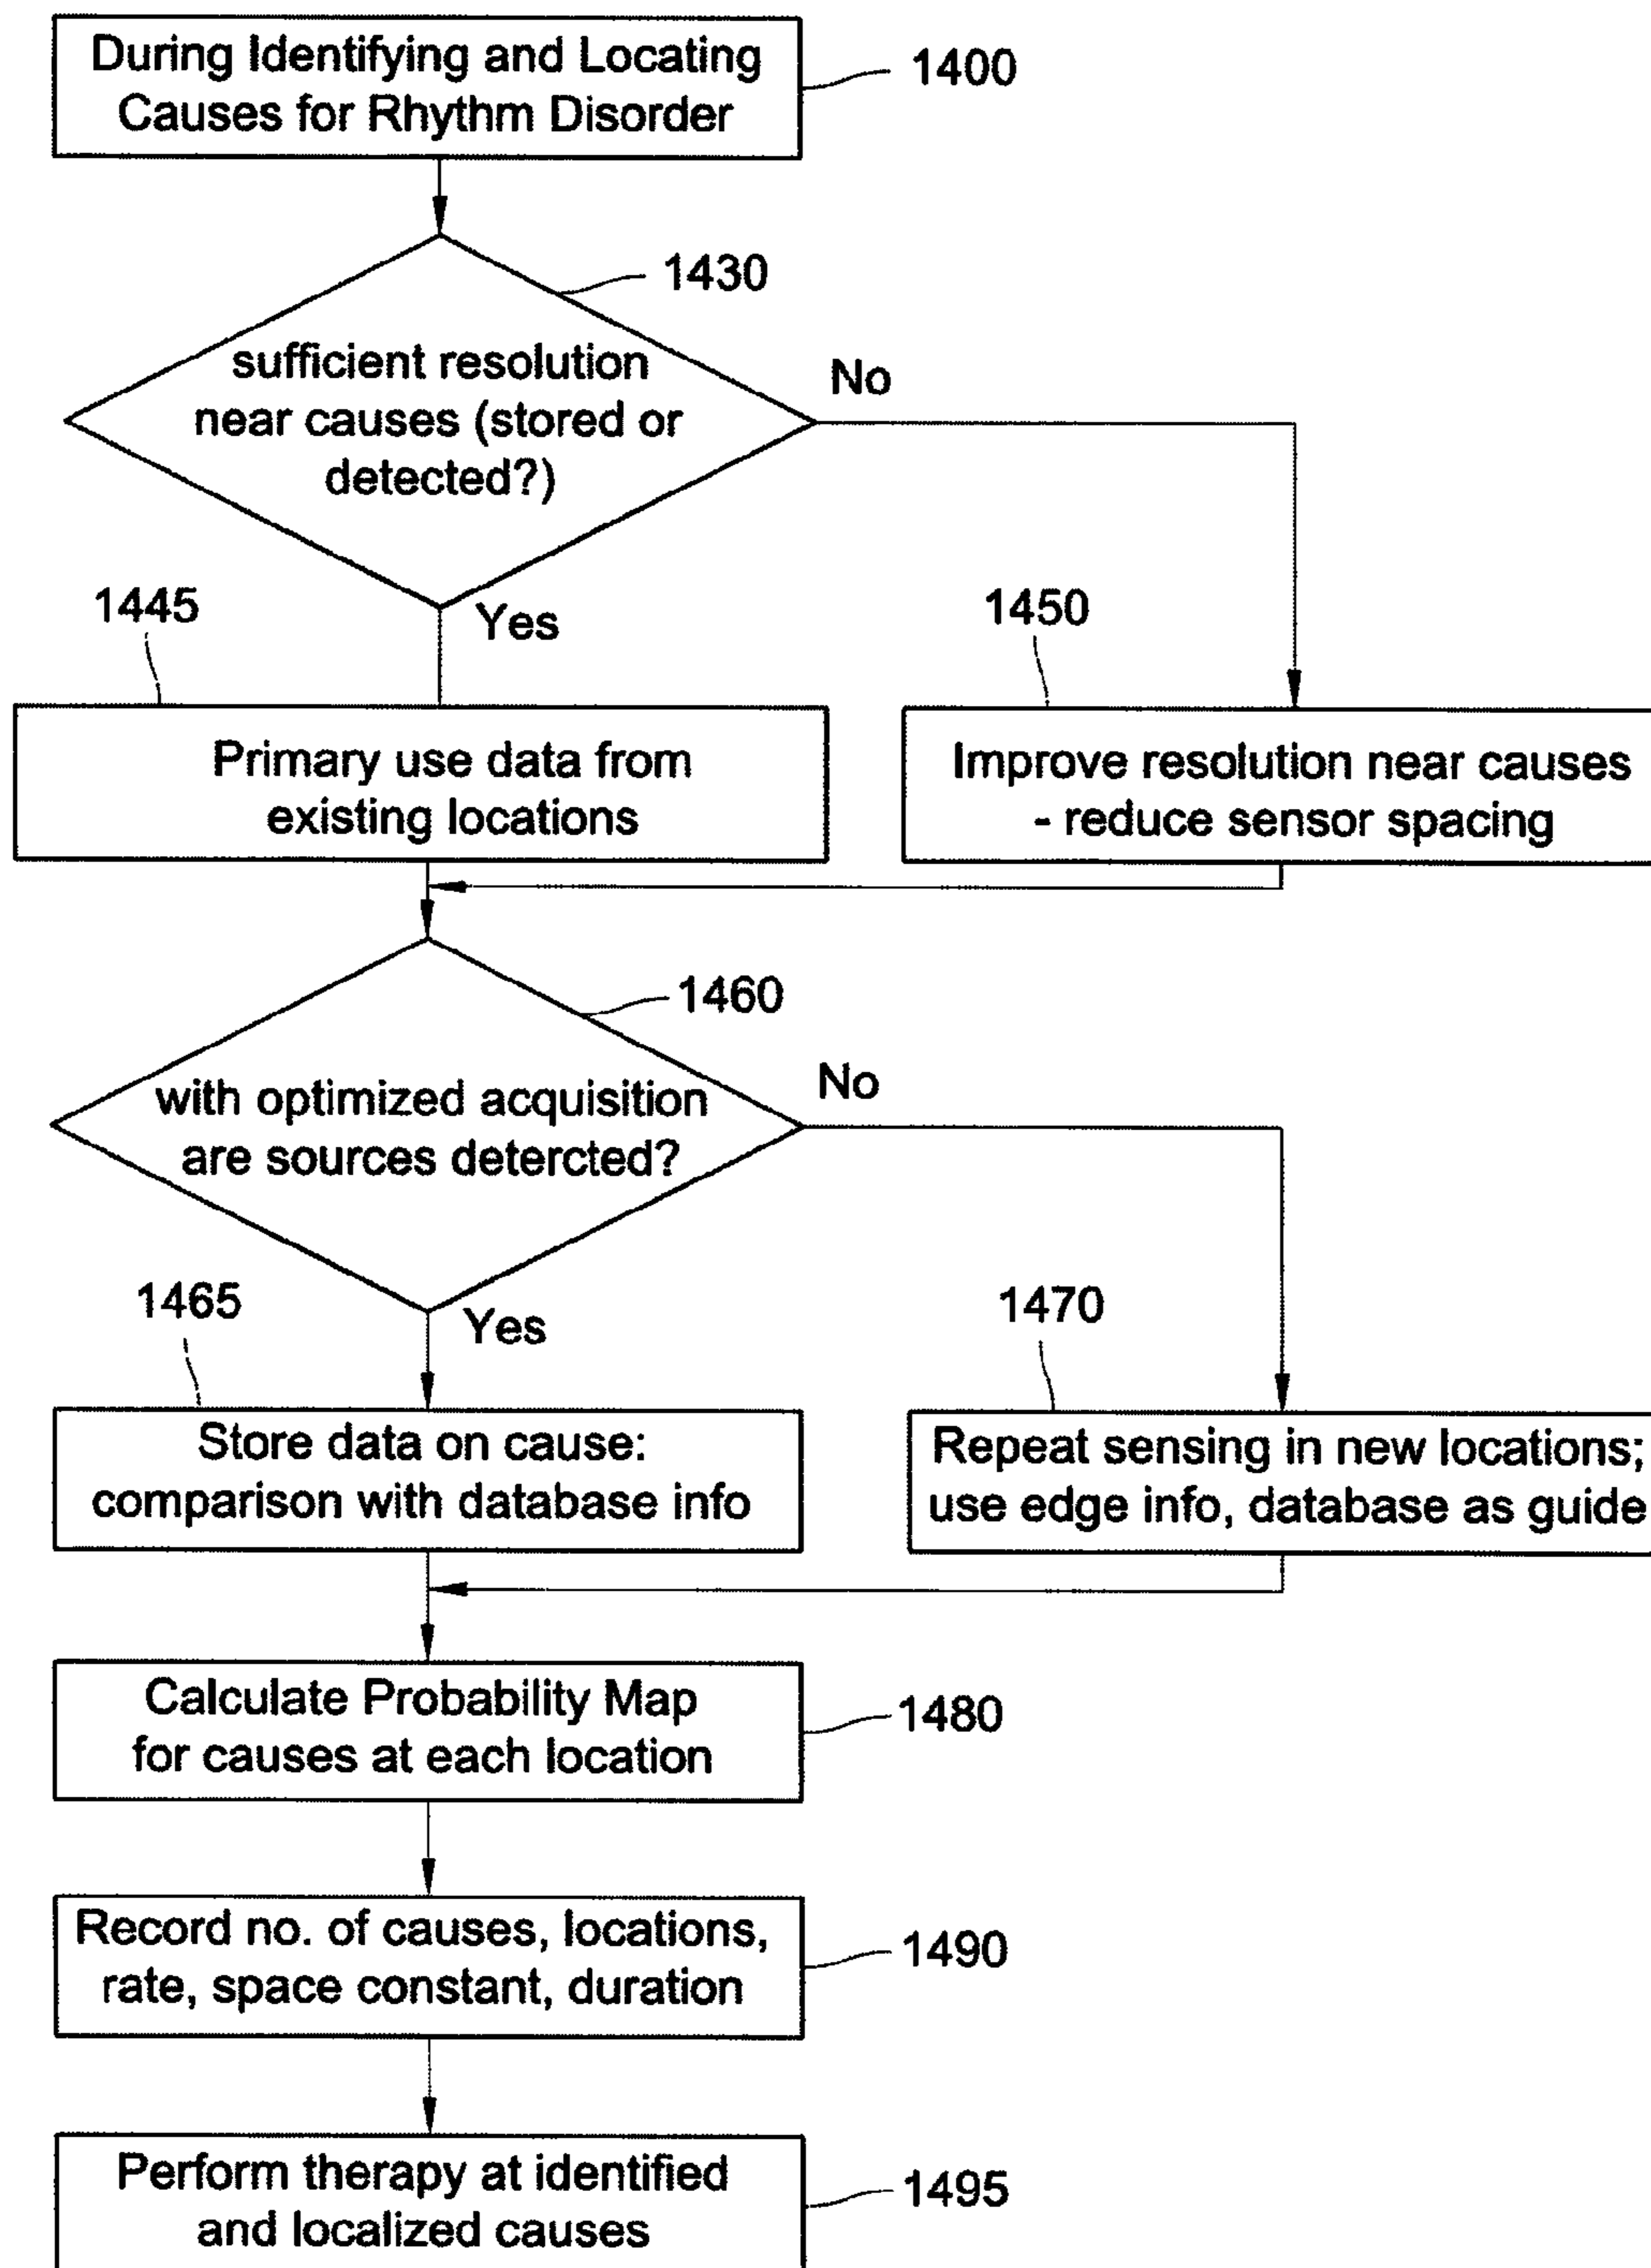 During Identifying and Locating
Causes for Rhythm Disorder
1400
1430
sufficient resolution
near causes (stored or
detected?)
No
Yes
1445
1450
Primary use data from
existing locations
Improve resolution near causes
- reduce sensor spacing
1460
with optimized acquisition
are sources detercted?
No
Yes
1465
1470
Store data on cause:
comparison with database info
Repeat sensing in new locations;
use edge info, database as guide
Calculate Probability Map
for causes at each location
1480
Record no. of causes, locations,
rate, space constant, duration
1490
Perform therapy at identified
and localized causes
1495